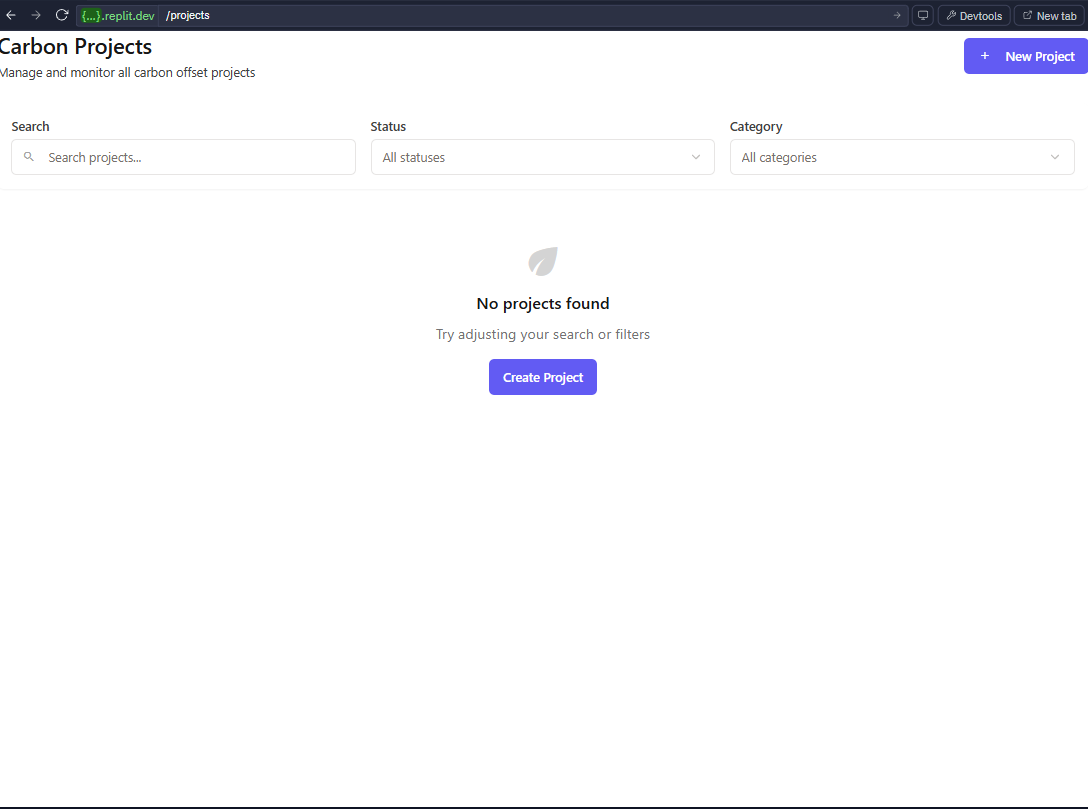 {...}.replit.dev /projects Devtools New tab
Carbon Projects
Manage and monitor all carbon offset projects
+ New Project
Search Status Category
Search projects... All statuses All categories
No projects found
Try adjusting your search or filters
Create Project